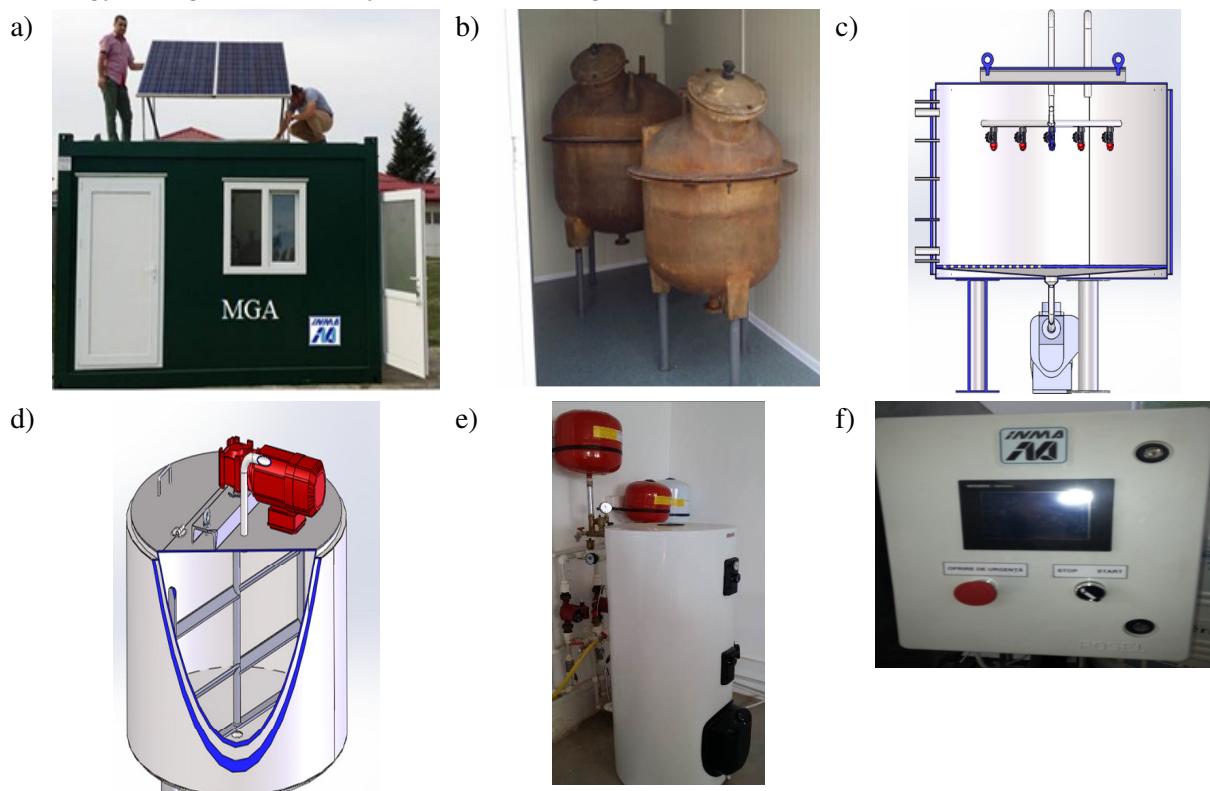 a)
b)
c)
MGA
INMA
d)
e)
f)
INMA
OPRIRE DE URGENȚĂ
STOP START